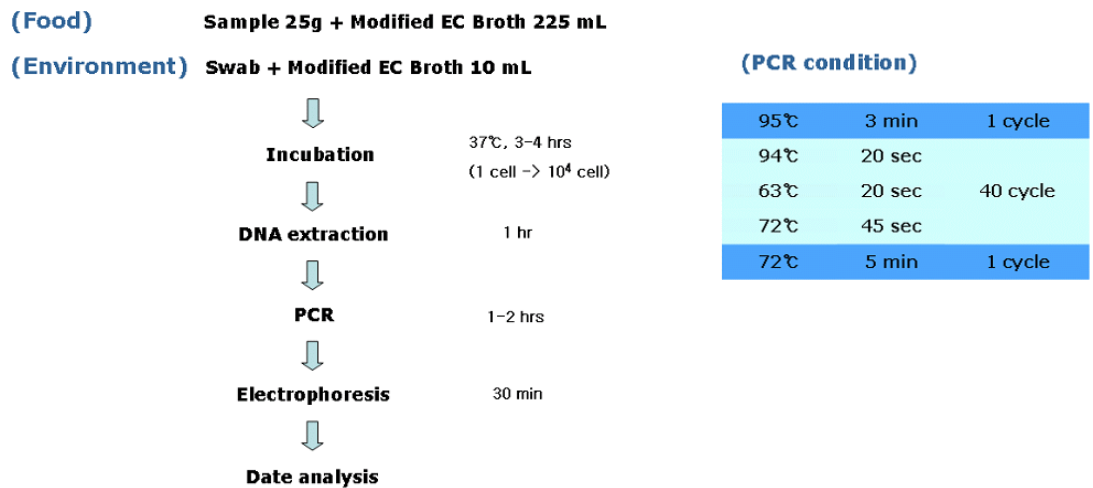 (Food) Sample 25g + Modified EC Broth 225 mL
(Environment) Swab + Modified EC Broth 10 mL
Incubation 37℃, 3-4 hrs
(1 cell -> 10⁴ cell)
DNA extraction 1 hr
PCR 1-2 hrs
Electrophoresis 30 min
Date analysis
(PCR condition)
95℃ 3 min 1 cycle
94℃ 20 sec
63℃ 20 sec 40 cycle
72℃ 45 sec
72℃ 5 min 1 cycle